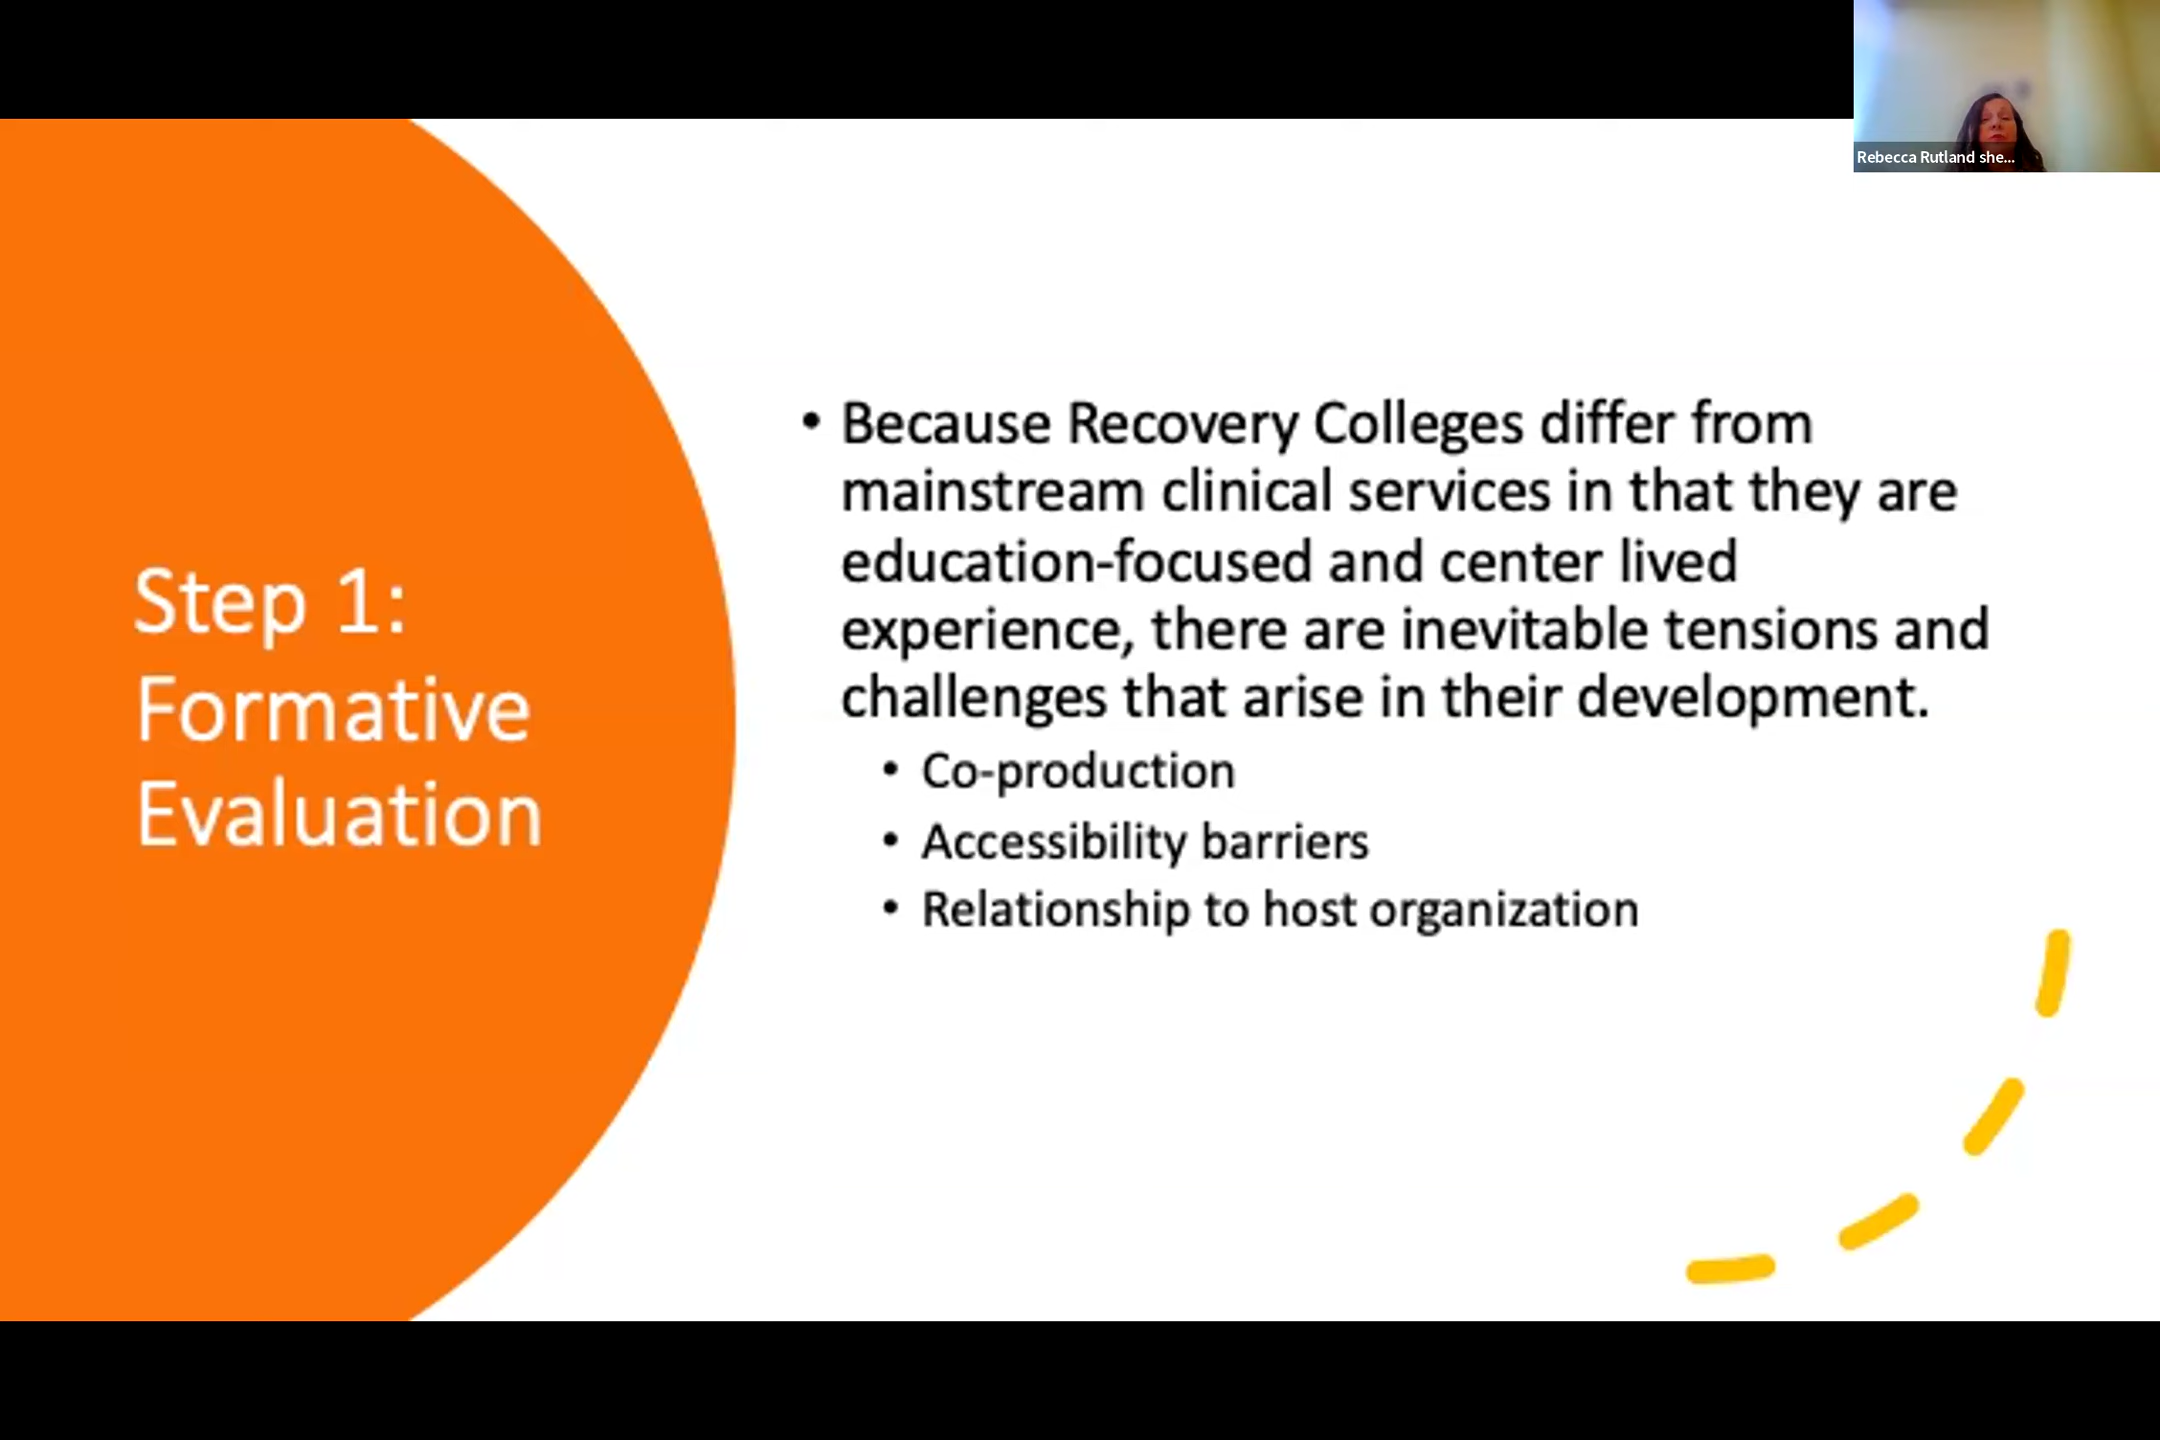 Rebecca Rutland she...
Step 1:
Formative
Evaluation
• Because Recovery Colleges differ from
mainstream clinical services in that they are
education-focused and center lived
experience, there are inevitable tensions and
challenges that arise in their development.
• Co-production
• Accessibility barriers
• Relationship to host organization